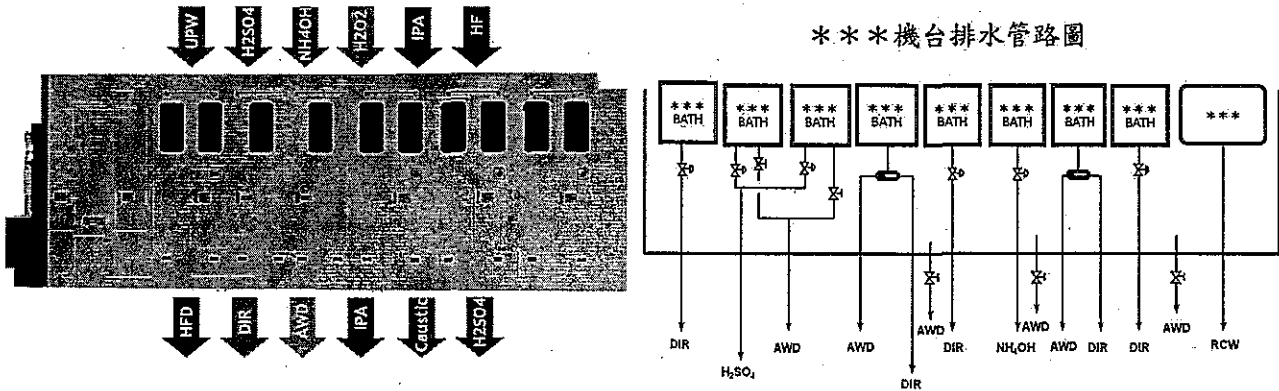 UPW
H2SO4
NH4OH
H2O2
IPA
HF
HFD
DIR
AWD
IPA
Caustic
H2SO4
***機台排水管路圖
*** BATH
*** BATH
*** BATH
*** BATH
*** BATH
*** BATH
*** BATH
*** BATH
***
DIR
H₂SO₄
AWD
AWD
DIR
AWD
DIR
NH₄OH
AWD
AWD
DIR
DIR
AWD
RCW